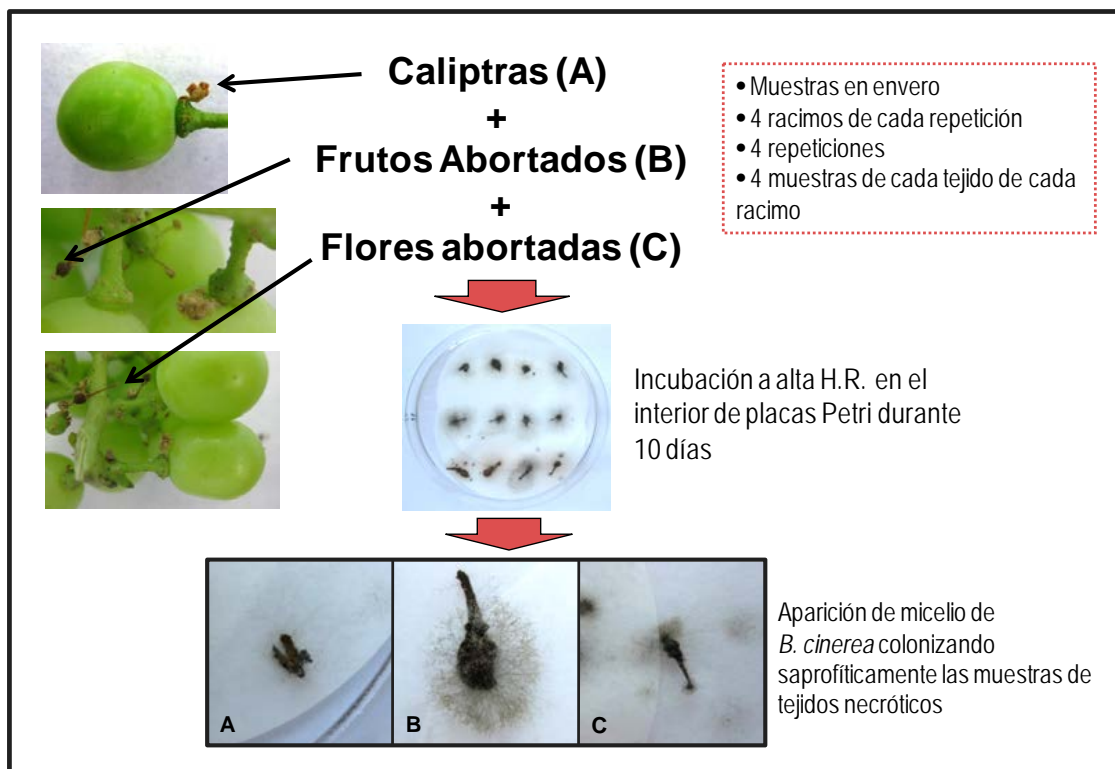 Caliptras (A)
+
Frutos Abortados (B)
+
Flores abortadas (C)
• Muestras en envero
• 4 racimos de cada repetición
• 4 repeticiones
• 4 muestras de cada tejido de cada
racimo
Incubación a alta H.R. en el
interior de placas Petri durante
10 días
A
B
C
Aparición de micelio de
B. cinerea colonizando
saprofíticamente las muestras de
tejidos necróticos